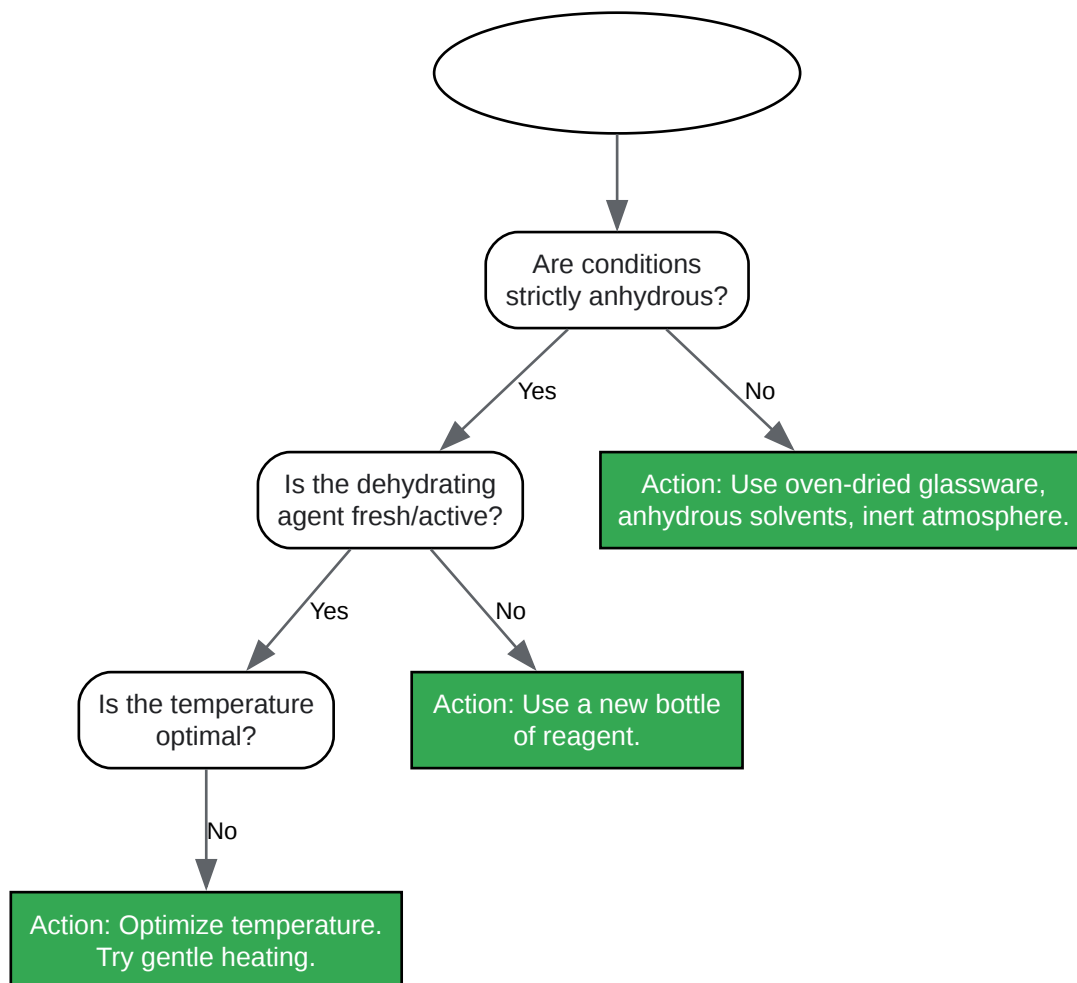 Are conditions
strictly anhydrous?
Yes
No
Is the dehydrating
agent fresh/active?
Action: Use oven-dried glassware,
anhydrous solvents, inert atmosphere.
Yes
No
Is the temperature
optimal?
Action: Use a new bottle
of reagent.
No
Action: Optimize temperature.
Try gentle heating.